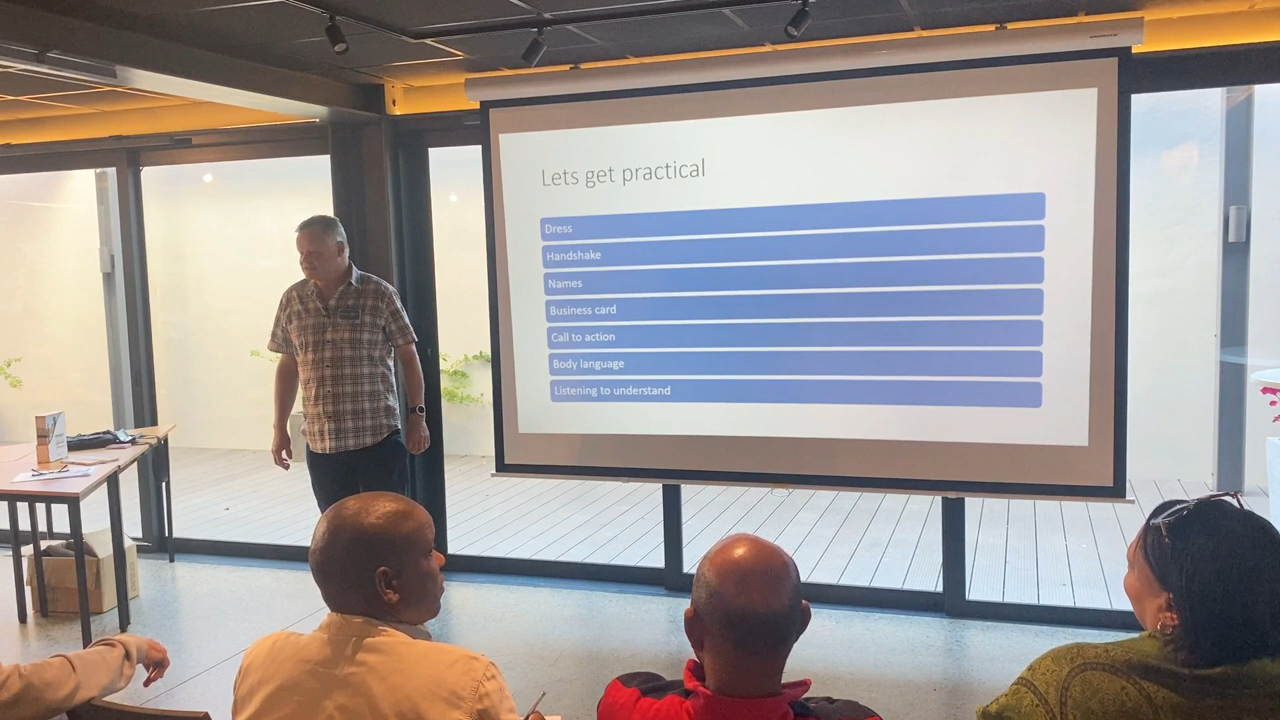 Lets get practical
Dress
Handshake
Names
Business card
Call to action
Body language
Listening to understand